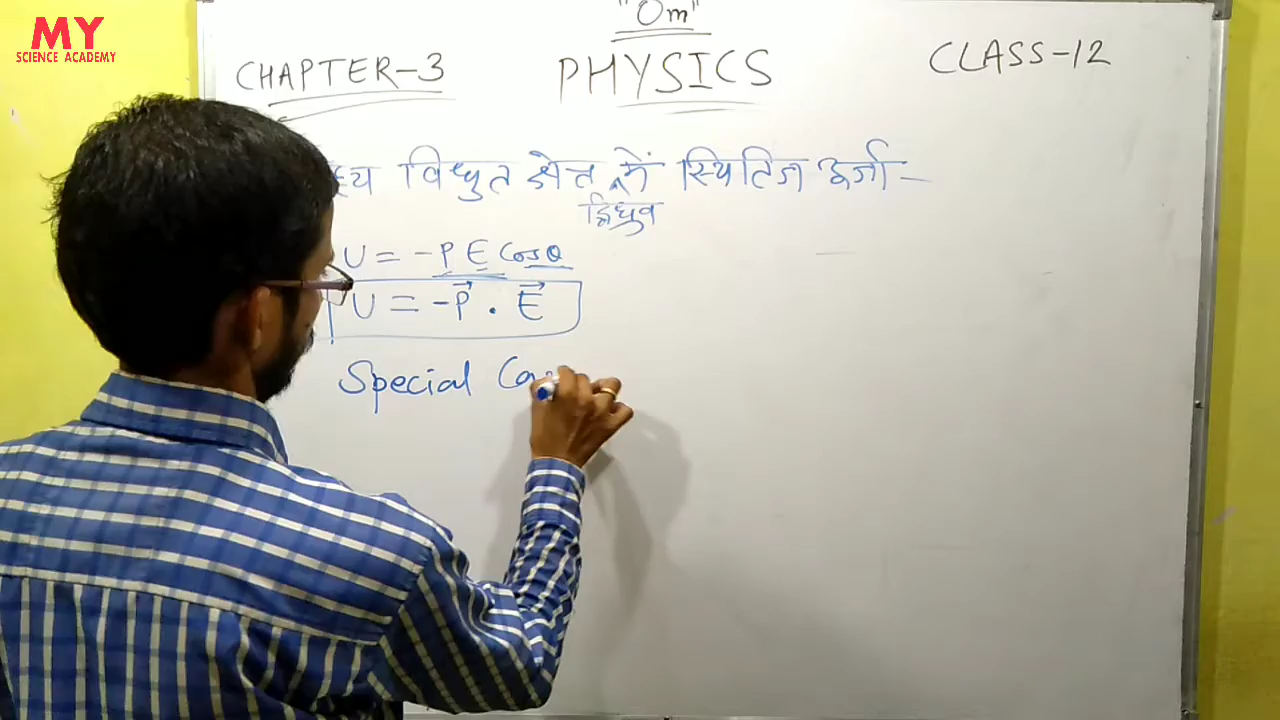 MY
SCIENCE ACADEMY
"Om"
CHAPTER-3 PHYSICS CLASS-12
विधुत क्षेत्र में स्थितिज ऊर्जा -
द्विध्रुव
U = -PE Cosθ
U = -P⃗ . E⃗
Special